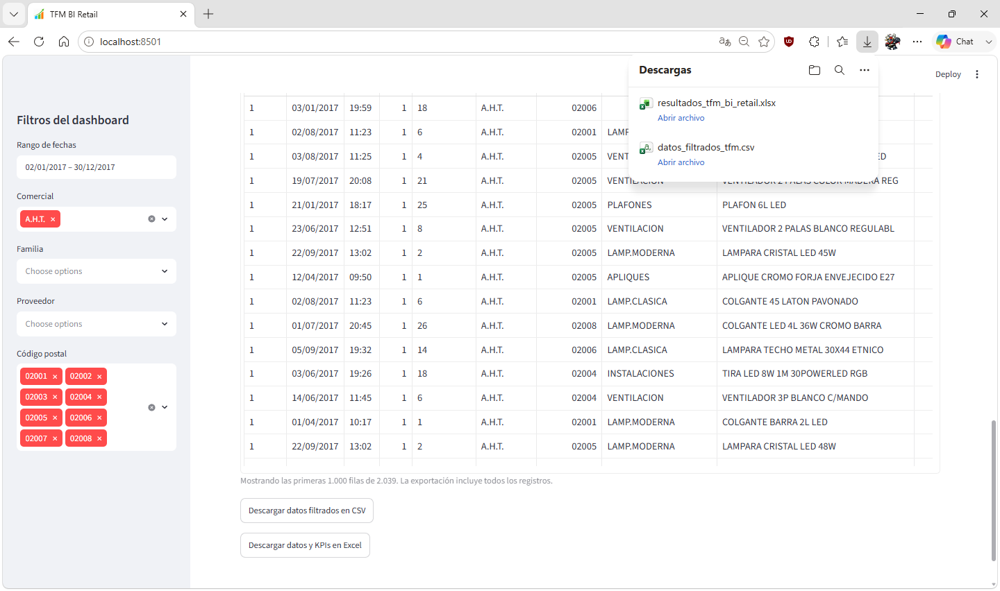 TFM BI Retail
localhost:8501
Chat
Descargas
resultados_tfm_bi_retail.xlsx
Abrir archivo
datos_filtrados_tfm.csv
Abrir archivo
Deploy
Filtros del dashboard
Rango de fechas
02/01/2017 – 30/12/2017
Comercial
A.H.T.
Familia
Choose options
Proveedor
Choose options
Código postal
02001 02002
02003 02004
02005 02006
02007 02008
1 03/01/2017 19:59 1 18 A.H.T. 02006
1 02/08/2017 11:23 1 6 A.H.T. 02001 LAMP.
1 03/08/2017 11:25 1 4 A.H.T. 02005 VENT ED
1 19/07/2017 20:08 1 21 A.H.T. 02005 VENTILACION VENTILADOR 2 PALAS COLOR MADERA REG
1 21/01/2017 18:17 1 25 A.H.T. 02005 PLAFONES PLAFON 6L LED
1 23/06/2017 12:51 1 8 A.H.T. 02005 VENTILACION VENTILADOR 2 PALAS BLANCO REGULABL
1 22/09/2017 13:02 1 2 A.H.T. 02005 LAMP.MODERNA LAMPARA CRISTAL LED 45W
1 12/04/2017 09:50 1 1 A.H.T. 02005 APLIQUES APLIQUE CROMO FORJA ENVEJECIDO E27
1 02/08/2017 11:23 1 6 A.H.T. 02001 LAMP.CLASICA COLGANTE 45 LATON PAVONADO
1 01/07/2017 20:45 1 26 A.H.T. 02008 LAMP.MODERNA COLGANTE LED 4L 36W CROMO BARRA
1 05/09/2017 19:32 1 14 A.H.T. 02006 LAMP.CLASICA LAMPARA TECHO METAL 30X44 ETNICO
1 03/06/2017 19:26 1 18 A.H.T. 02004 INSTALACIONES TIRA LED 8W 1M 30POWERLED RGB
1 14/06/2017 11:45 1 6 A.H.T. 02004 VENTILACION VENTILADOR 3P BLANCO C/MANDO
1 01/04/2017 10:17 1 1 A.H.T. 02001 LAMP.MODERNA COLGANTE BARRA 2L LED
1 22/09/2017 13:02 1 2 A.H.T. 02005 LAMP.MODERNA LAMPARA CRISTAL LED 48W
Mostrando las primeras 1.000 filas de 2.039. La exportación incluye todos los registros.
Descargar datos filtrados en CSV
Descargar datos y KPIs en Excel